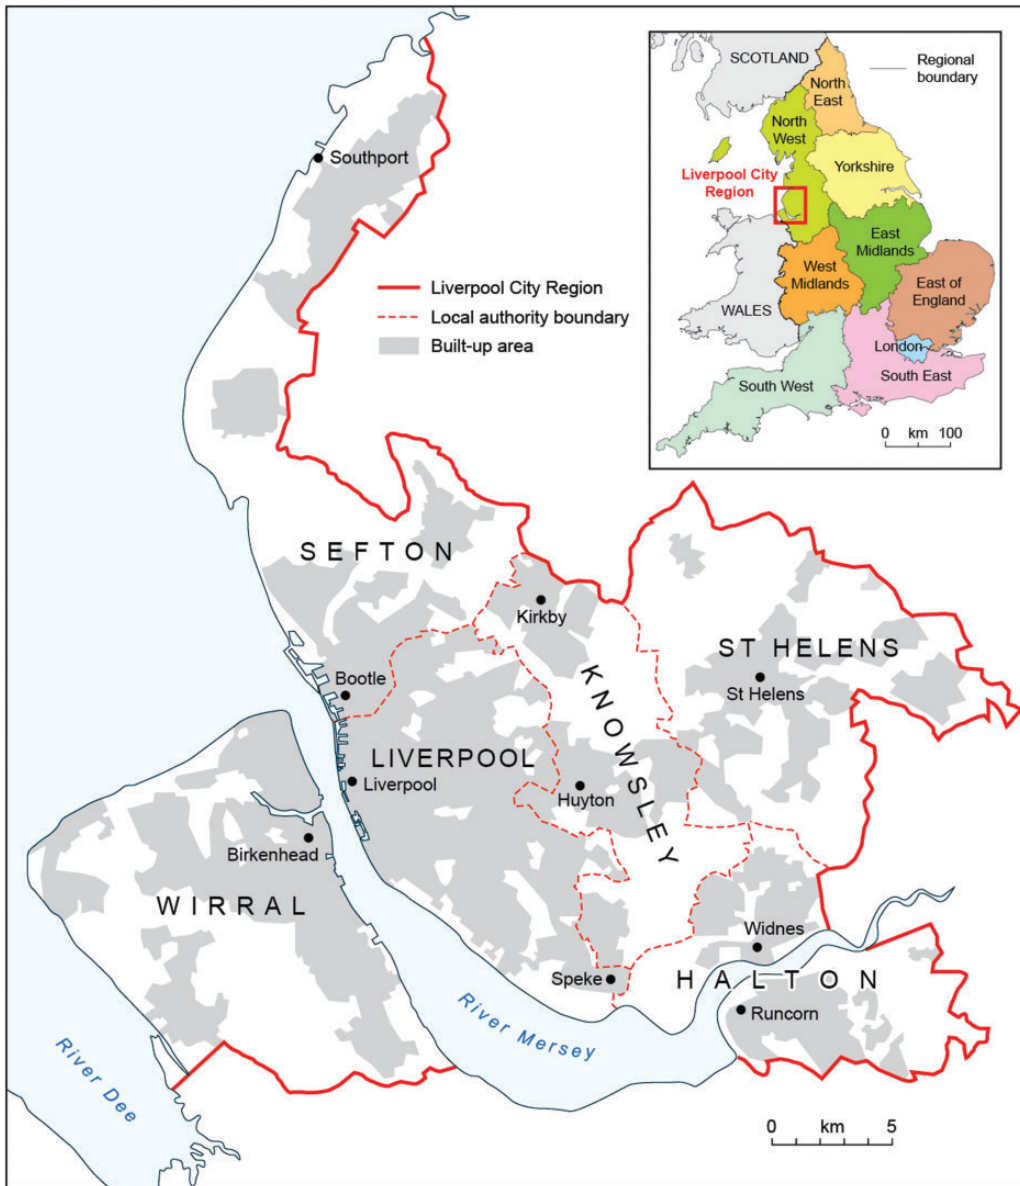 SCOTLAND
North
East
Regional
boundary
North
West
Yorkshire
Liverpool City
Region
East
Midlands
West
Midlands
East of
England
WALES
London
South East
South West
0 km 100
Southport
Liverpool City Region
Local authority boundary
Built-up area
SEFTON
Kirkby
ST HELENS
St Helens
KNOWSLEY
Bootle
LIVERPOOL
Liverpool
Huyton
Birkenhead
WIRRAL
Widnes
Speke
HALTON
Runcorn
River Mersey
River Dee
0 km 5